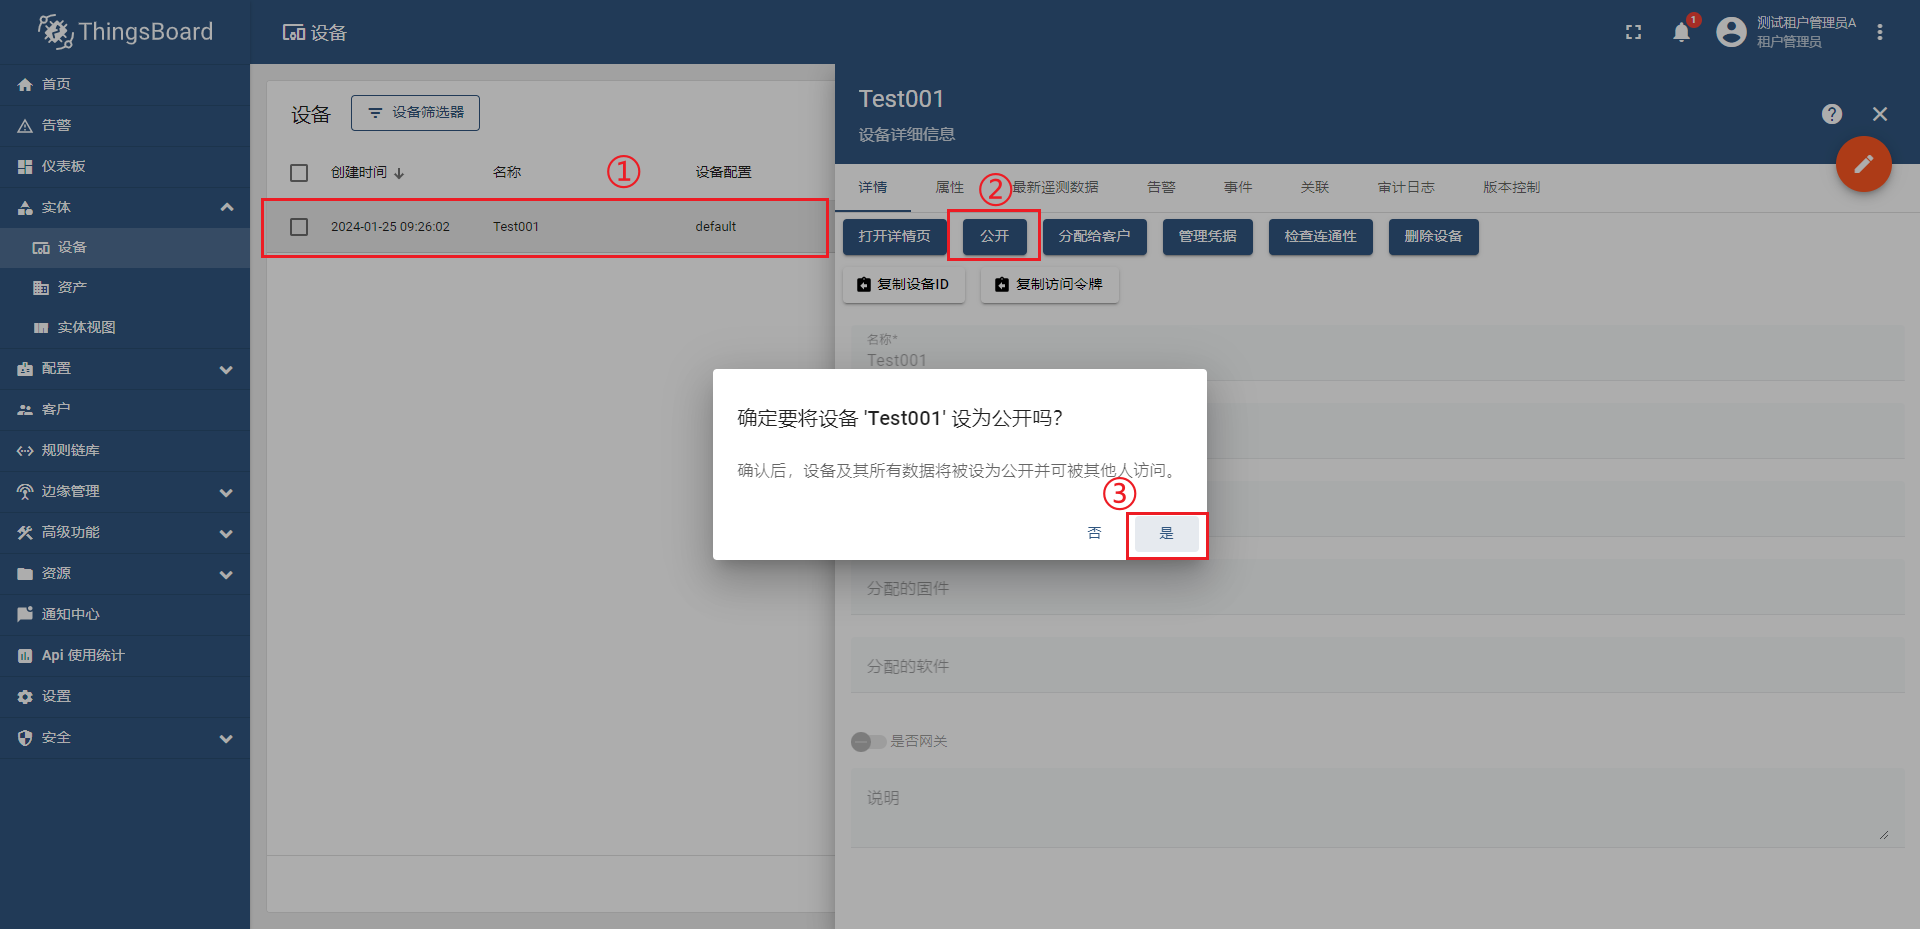 ThingsBoard
首页
告警
仪表板
实体
设备
资产
实体视图
配置
客户
规则链库
边缘管理
高级功能
资源
通知中心
Api 使用统计
设置
安全
设备
1
测试租户管理员A
租户管理员
设备
设备筛选器
创建时间
名称
①
设备配置
2024-01-25 09:26:02
Test001
default
Test001
设备详细信息
?
详情
属性
②
最新遥测数据
告警
事件
关联
审计日志
版本控制
打开详情页
公开
分配给客户
管理凭据
检查连通性
删除设备
复制设备ID
复制访问令牌
名称*
Test001
确定要将设备 'Test001' 设为公开吗?
确认后，设备及其所有数据将被设为公开并可被其他人访问。
③
否
是
分配的固件
分配的软件
是否网关
说明